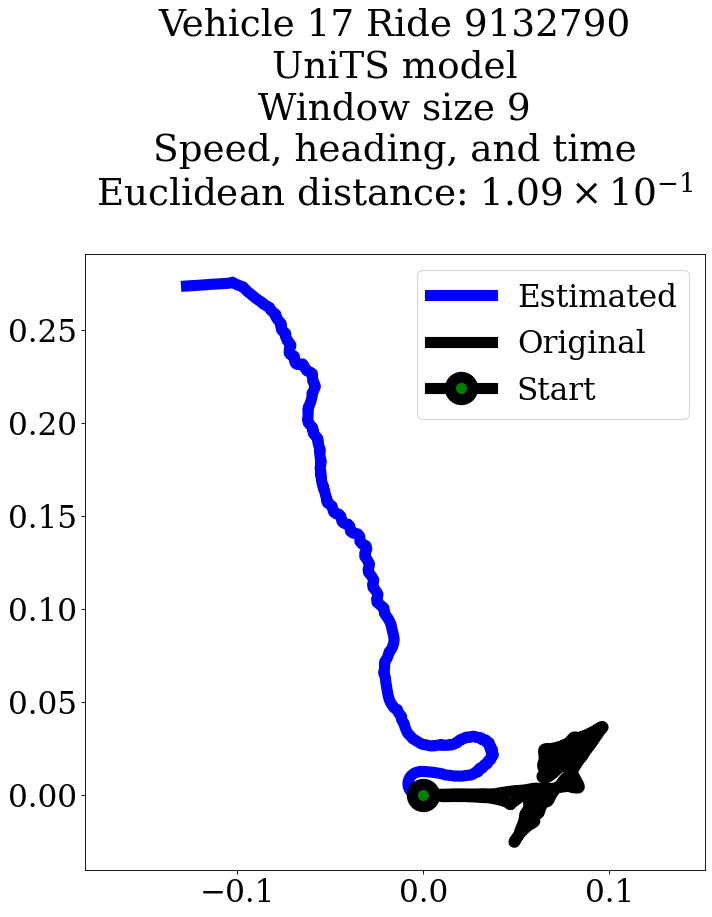 Vehicle 17 Ride 9132790
UniTS model
Window size 9
Speed, heading, and time
Euclidean distance: $1.09 \times 10^{-1}$
Estimated
Original
Start
0.25
0.20
0.15
0.10
0.05
0.00
−0.1
0.0
0.1